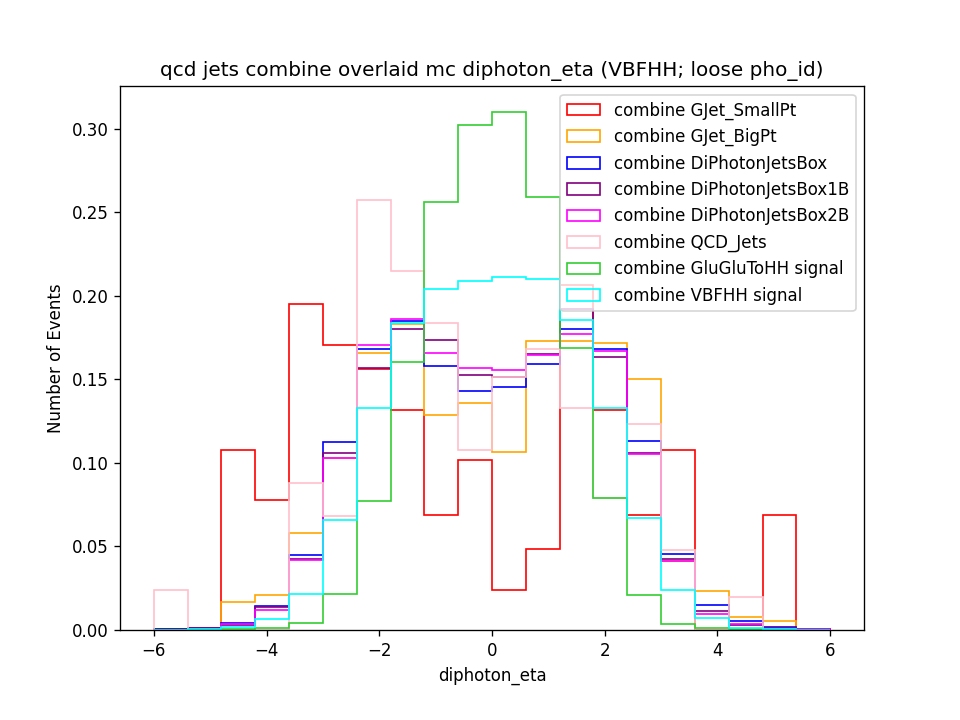 qcd jets combine overlaid mc diphoton_eta (VBFHH; loose pho_id)
combine GJet_SmallPt
combine GJet_BigPt
combine DiPhotonJetsBox
combine DiPhotonJetsBox1B
combine DiPhotonJetsBox2B
combine QCD_Jets
combine GluGluToHH signal
combine VBFHH signal
Number of Events
0.30
0.25
0.20
0.15
0.10
0.05
0.00
−6 −4 −2 0 2 4 6
diphoton_eta